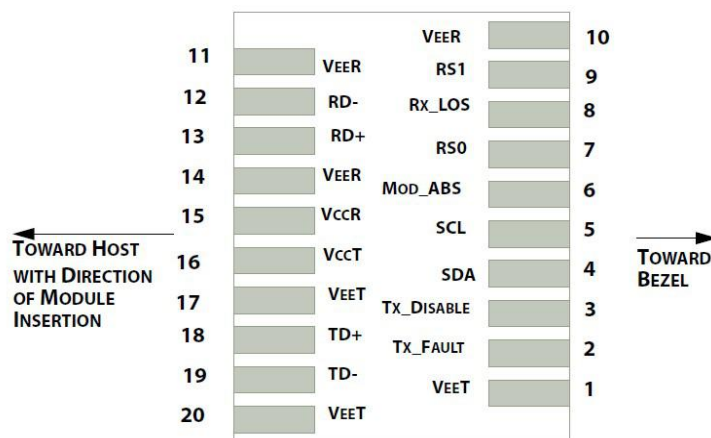 11 VEER
12 RD-
13 RD+
14 VEER
15 VCCR
16 VCCT
17 VEET
18 TD+
19 TD-
20 VEET
VEER 10
RS1 9
RX_LOS 8
RS0 7
MOD_ABS 6
SCL 5
SDA 4
TX_DISABLE 3
TX_FAULT 2
VEET 1
TOWARD HOST
WITH DIRECTION
OF MODULE
INSERTION
TOWARD
BEZEL